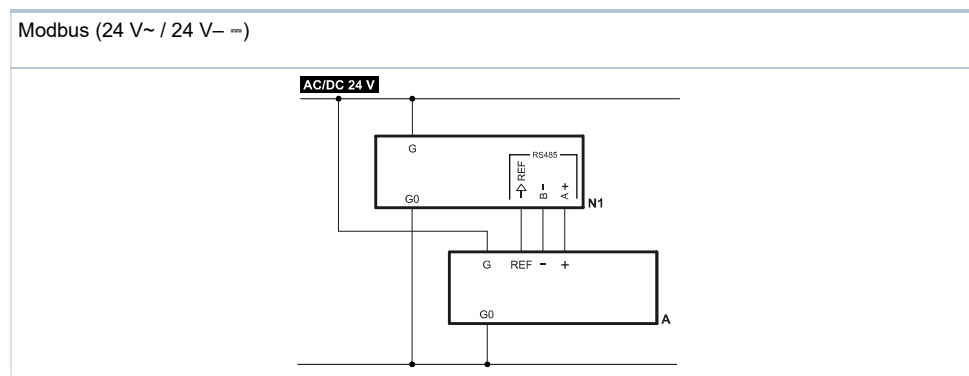 Modbus (24 V~ / 24 V– ⎓)
AC/DC 24 V
G
RS485
REF
B -
A +
G0
N1
G REF - +
G0
A